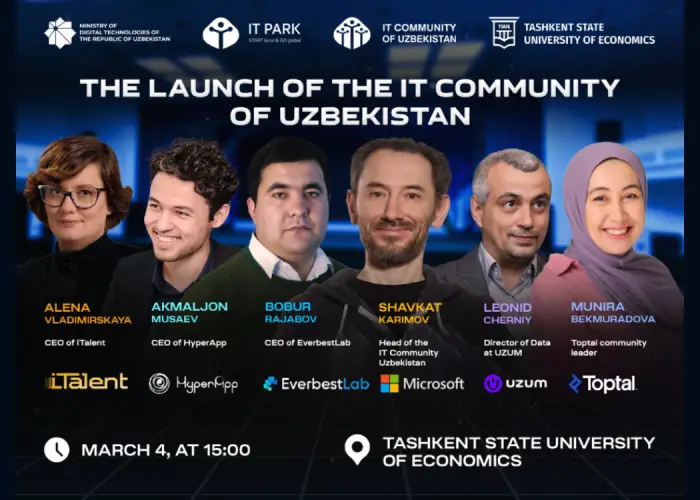 MINISTRY OF
DIGITAL TECHNOLOGIES OF
THE REPUBLIC OF UZBEKISTAN
IT PARK
START local & GO global
IT COMMUNITY
OF UZBEKISTAN
TSUE
TASHKENT STATE
UNIVERSITY OF ECONOMICS
THE LAUNCH OF THE IT COMMUNITY
OF UZBEKISTAN
ALENA
VLADIMIRSKAYA
CEO of iTalent
iTalent
AKMALJON
MUSAEV
CEO of HyperApp
HyperApp
BOBUR
RAJABOV
CEO of EverbestLab
EverbestLab
SHAVKAT
KARIMOV
Head of the
IT Community
Uzbekistan
Microsoft
LEONID
CHERNIY
Director of Data
at UZUM
uzum
MUNIRA
BEKMURADOVA
Toptal community
leader
Toptal
MARCH 4, AT 15:00
TASHKENT STATE UNIVERSITY
OF ECONOMICS